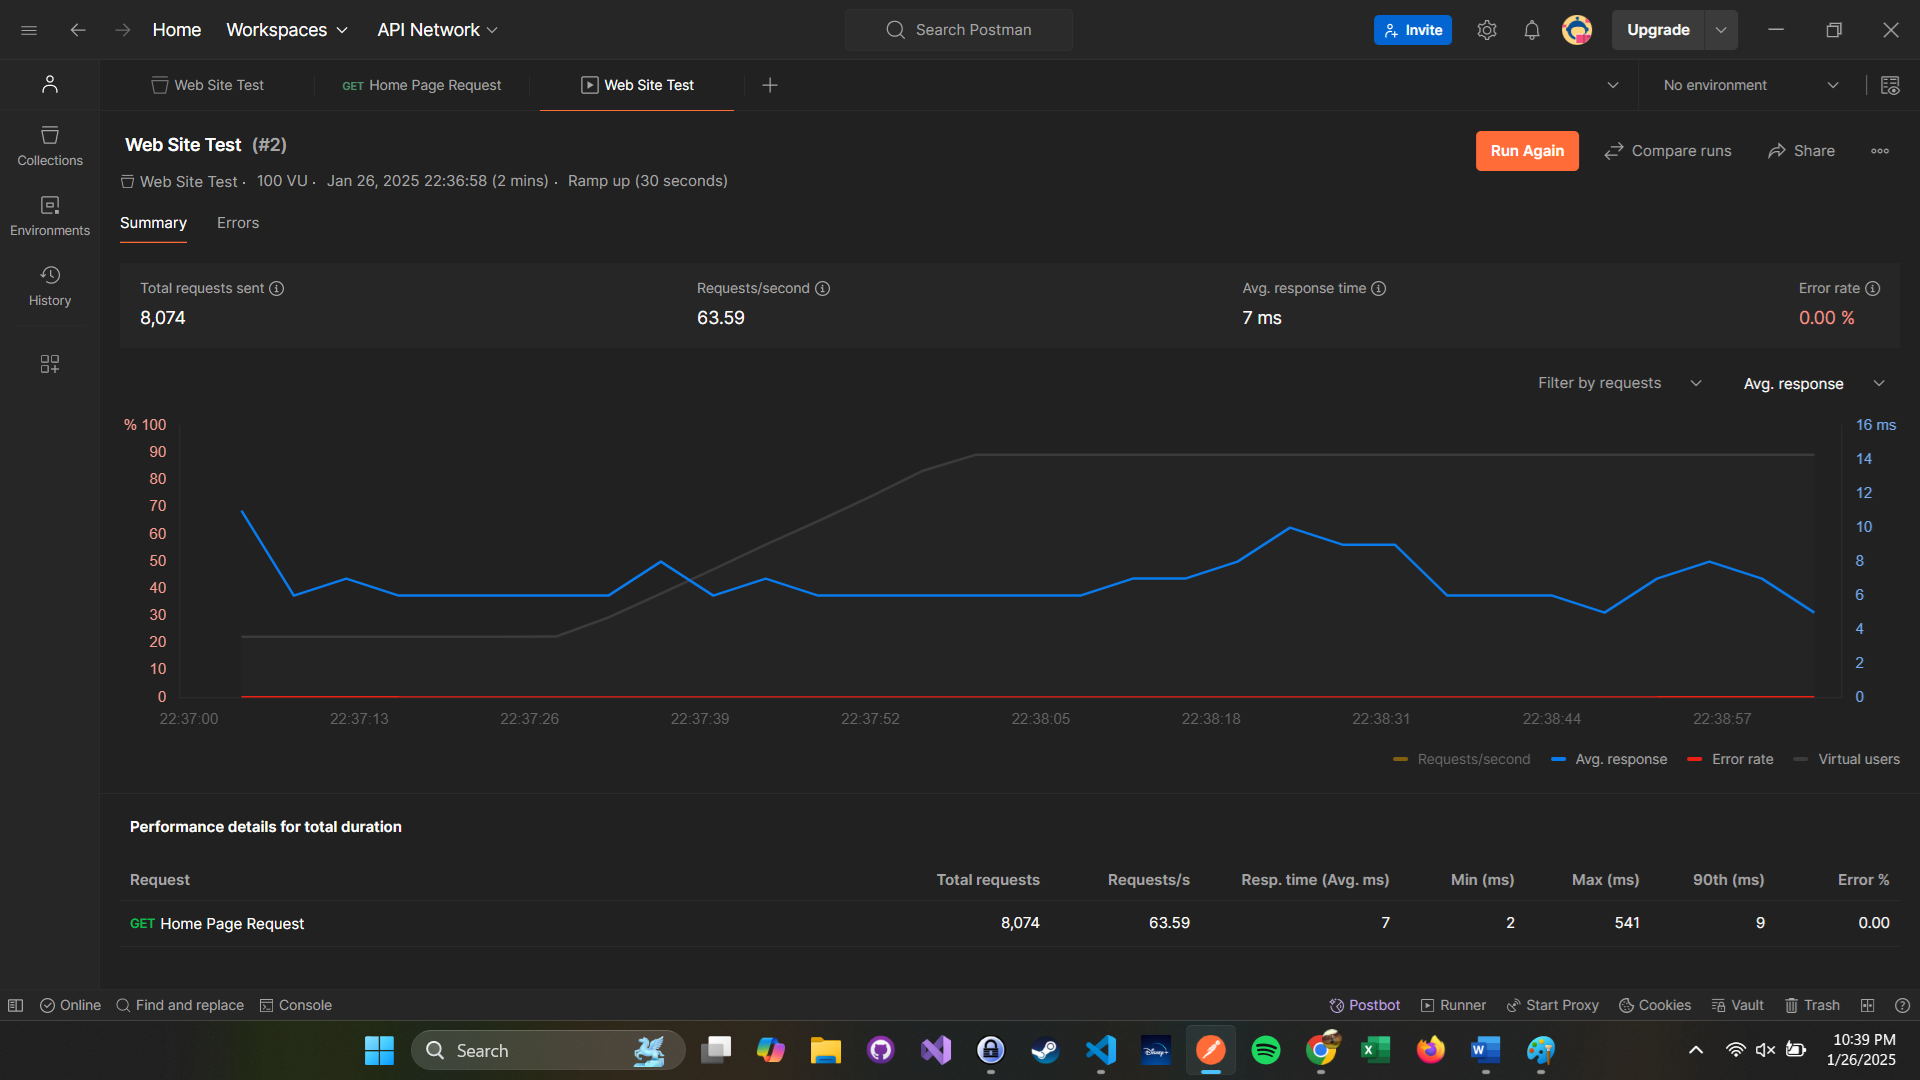 Home Workspaces API Network Search Postman Invite Upgrade
Web Site Test GET Home Page Request Web Site Test No environment
Collections
Environments
History
Web Site Test (#2)
Run Again Compare runs Share
Web Site Test · 100 VU · Jan 26, 2025 22:36:58 (2 mins) · Ramp up (30 seconds)
Summary Errors
Total requests sent Requests/second Avg. response time Error rate
8,074 63.59 7 ms 0.00 %
Filter by requests Avg. response
% 100 16 ms
90 14
80 12
70
60 10
50 8
40 6
30
20 4
10 2
0 0
22:37:00 22:37:13 22:37:26 22:37:39 22:37:52 22:38:05 22:38:18 22:38:31 22:38:44 22:38:57
Requests/second Avg. response Error rate Virtual users
Performance details for total duration
Request Total requests Requests/s Resp. time (Avg. ms) Min (ms) Max (ms) 90th (ms) Error %
GET Home Page Request 8,074 63.59 7 2 541 9 0.00
Online Find and replace Console Postbot Runner Start Proxy Cookies Vault Trash
Search Disney+ 10:39 PM
1/26/2025